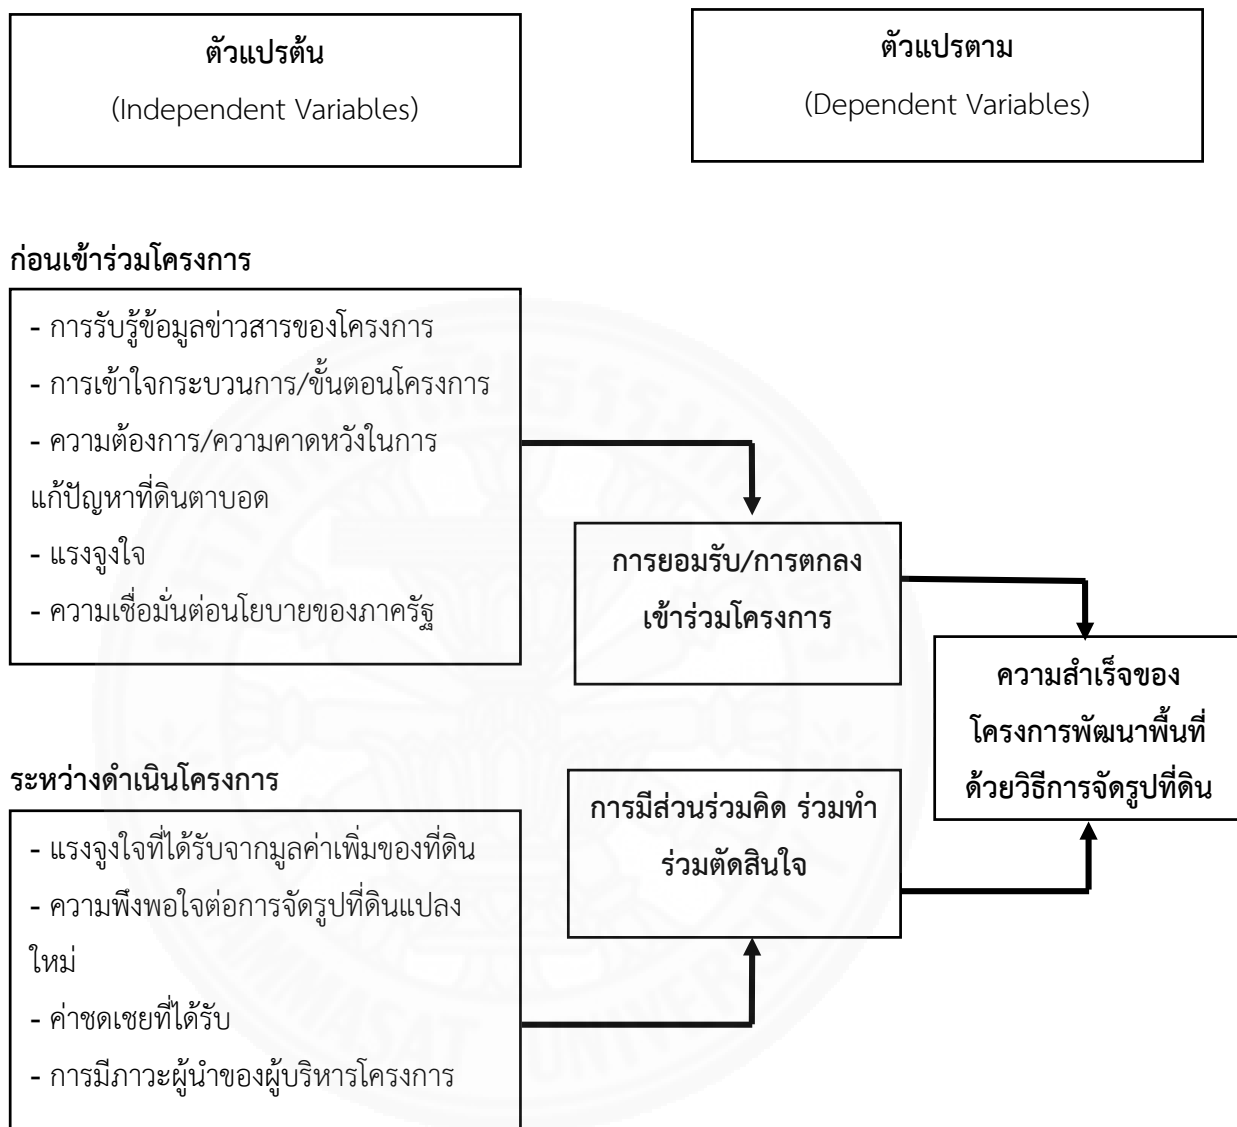 ตัวแปรต้น
(Independent Variables)
ตัวแปรตาม
(Dependent Variables)
ก่อนเข้าร่วมโครงการ
- การรับรู้ข้อมูลข่าวสารของโครงการ
- การเข้าใจกระบวนการ/ขั้นตอนโครงการ
- ความต้องการ/ความคาดหวังในการ
แก้ปัญหาที่ดินตาบอด
- แรงจูงใจ
- ความเชื่อมั่นต่อนโยบายของภาครัฐ
การยอมรับ/การตกลง
เข้าร่วมโครงการ
ความสำเร็จของ
โครงการพัฒนาพื้นที่
ด้วยวิธีการจัดรูปที่ดิน
ระหว่างดำเนินโครงการ
- แรงจูงใจที่ได้รับจากมูลค่าเพิ่มของที่ดิน
- ความพึงพอใจต่อการจัดรูปที่ดินแปลง
ใหม่
- ค่าชดเชยที่ได้รับ
- การมีภาวะผู้นำของผู้บริหารโครงการ
การมีส่วนร่วมคิด ร่วมทำ
ร่วมตัดสินใจ
THAMMASAT UNIVERSITY